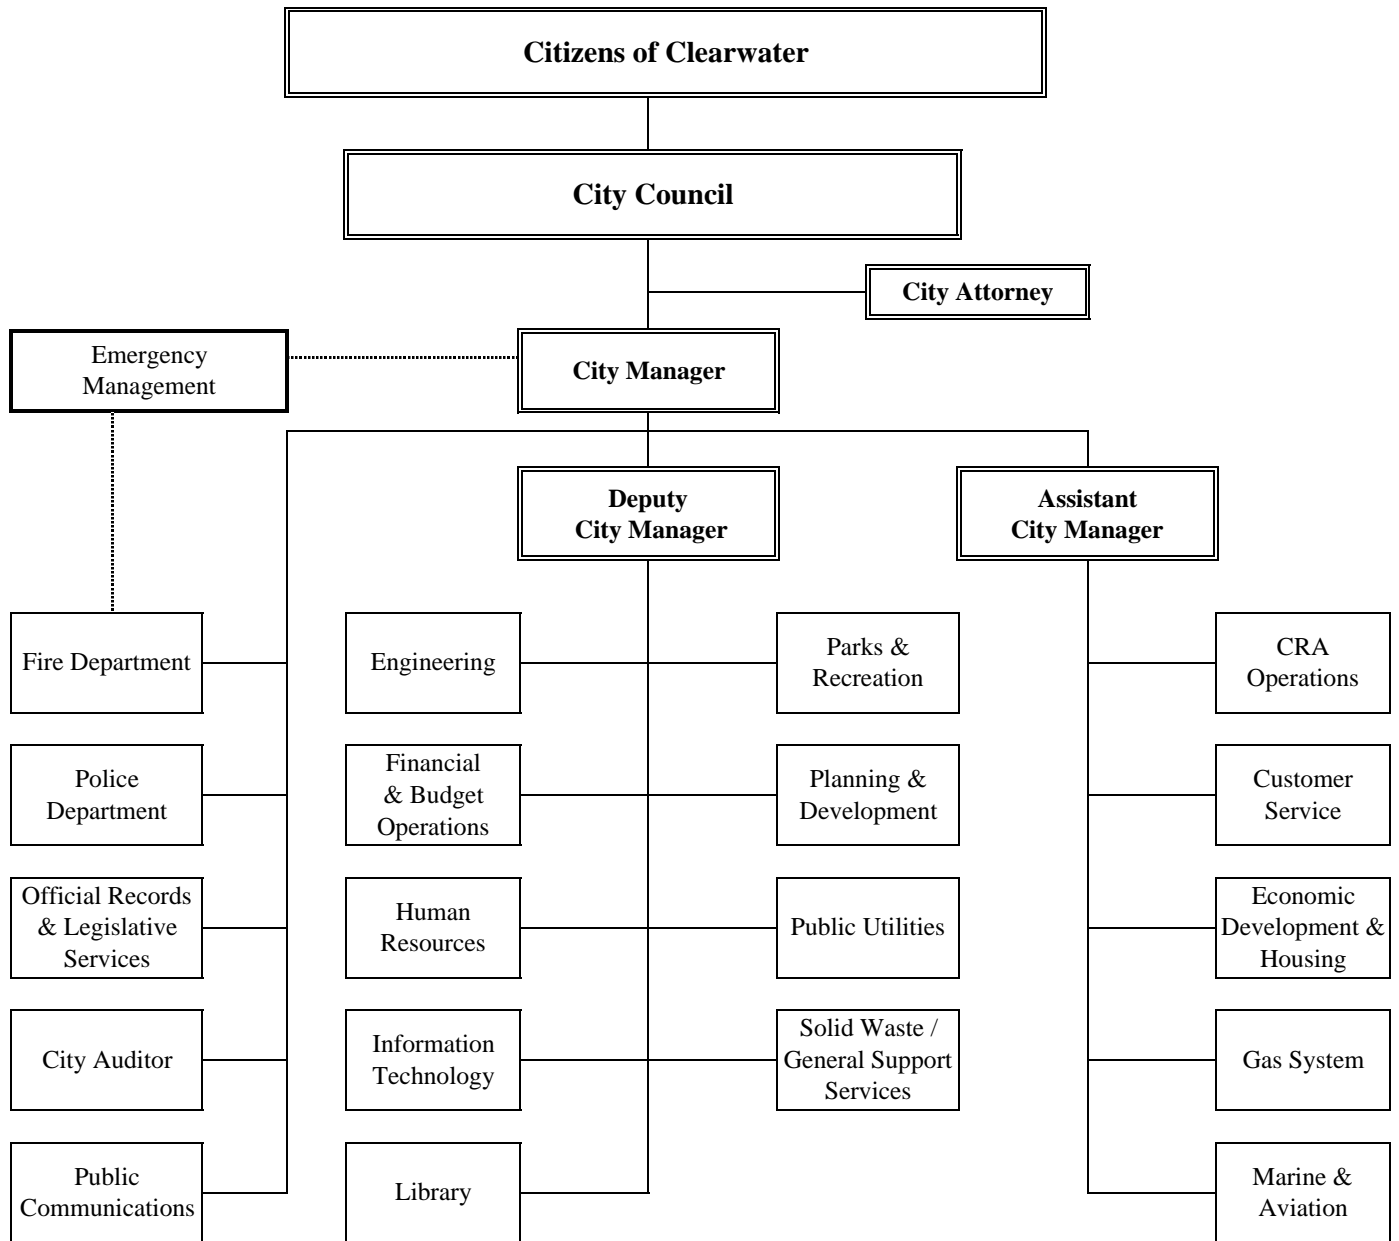 Citizens of Clearwater
City Council
City Attorney
Emergency
Management
City Manager
Deputy
City Manager
Assistant
City Manager
Fire Department
Engineering
Parks &
Recreation
CRA
Operations
Police
Department
Financial
& Budget
Operations
Planning &
Development
Customer
Service
Official Records
& Legislative
Services
Human
Resources
Public Utilities
Economic
Development &
Housing
City Auditor
Information
Technology
Solid Waste /
General Support
Services
Gas System
Public
Communications
Library
Marine &
Aviation